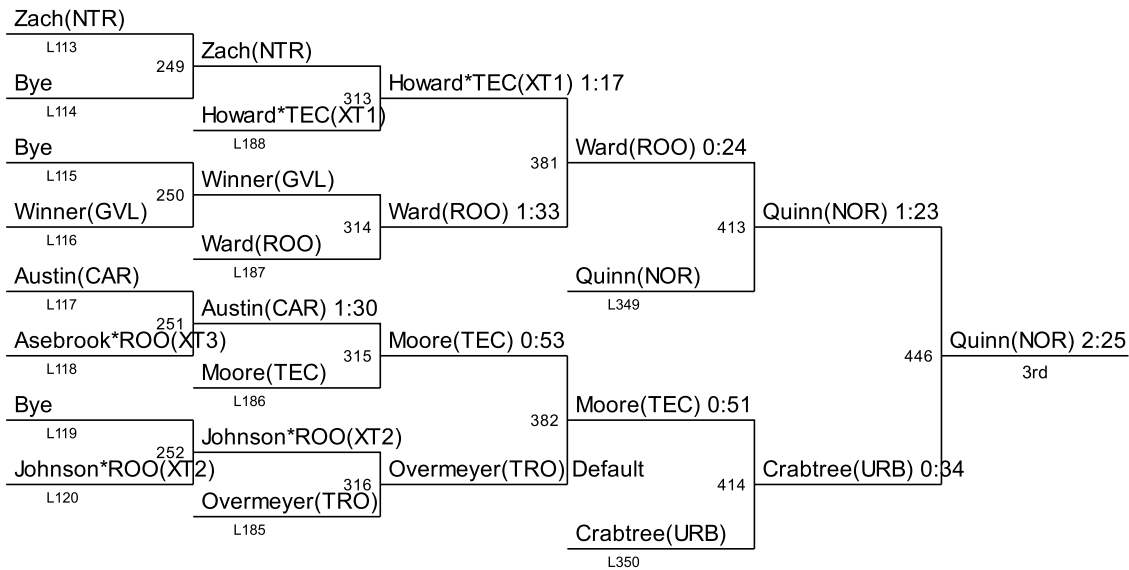 Zach(NTR)
L113
249
Bye
L114
Bye
L115
250
Winner(GVL)
L116
Austin(CAR)
L117
251
Asebrook*ROO(XT3)
L118
Bye
L119
252
Johnson*ROO(XT2)
L120
Zach(NTR)
313
Howard*TEC(XT1)
L188
Winner(GVL)
314
Ward(ROO)
L187
Austin(CAR) 1:30
315
Moore(TEC)
L186
Johnson*ROO(XT2)
316
Overmeyer(TRO)
L185
Howard*TEC(XT1) 1:17
381
Ward(ROO) 1:33
Moore(TEC) 0:53
382
Overmeyer(TRO) Default
Ward(ROO) 0:24
413
Quinn(NOR)
L349
Moore(TEC) 0:51
414
Crabtree(URB)
L350
Quinn(NOR) 1:23
446
Crabtree(URB) 0:34
Quinn(NOR) 2:25
3rd